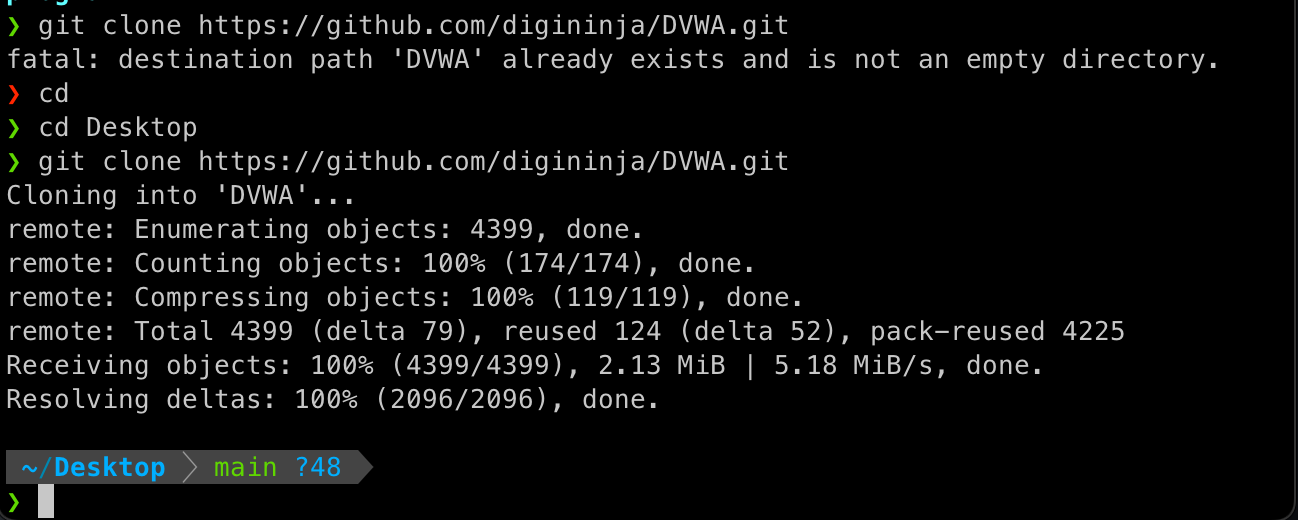 ❯ git clone https://github.com/digininja/DVWA.git
fatal: destination path 'DVWA' already exists and is not an empty directory.
❯ cd
❯ cd Desktop
❯ git clone https://github.com/digininja/DVWA.git
Cloning into 'DVWA'...
remote: Enumerating objects: 4399, done.
remote: Counting objects: 100% (174/174), done.
remote: Compressing objects: 100% (119/119), done.
remote: Total 4399 (delta 79), reused 124 (delta 52), pack-reused 4225
Receiving objects: 100% (4399/4399), 2.13 MiB | 5.18 MiB/s, done.
Resolving deltas: 100% (2096/2096), done.
~/Desktop main ?48
❯